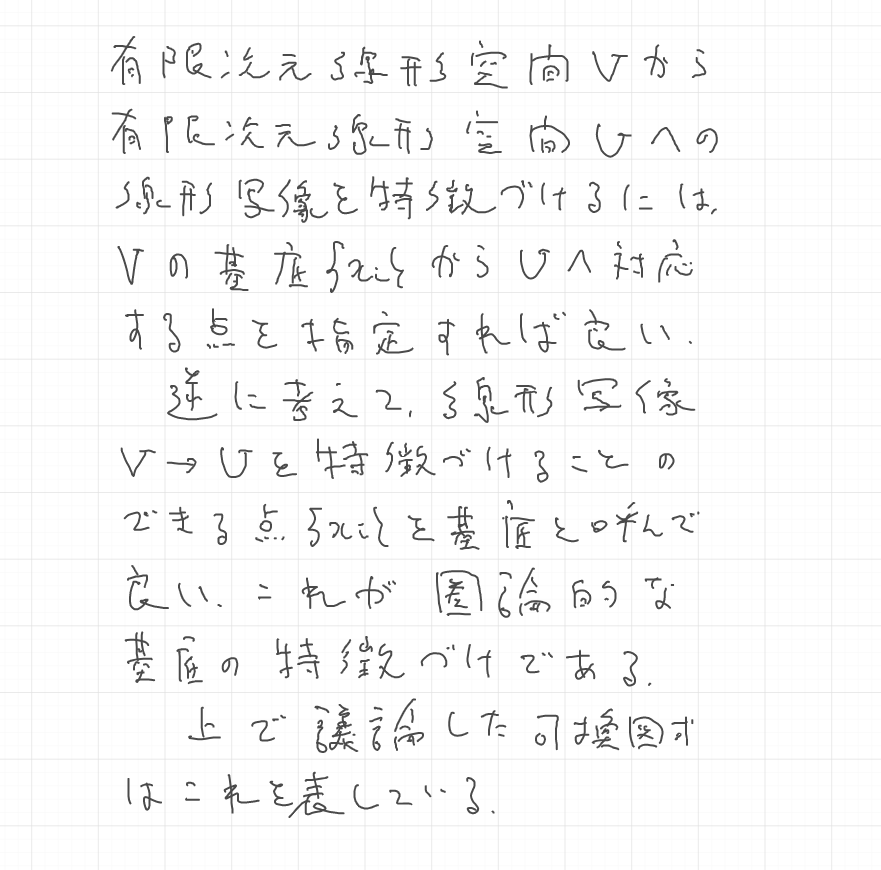 有限次元線形空間Vから
有限次元線形空間Uへの
線形写像を特徴づけるには,
Vの基底{xi}からUへ対応
する点を指定すれば良い.
逆に考えて,線形写像
V→Uを特徴づけることの
できる点{xi}を基底と呼んで
良い.これが圏論的な
基底の特徴づけである.
上で議論した可換図式
はこれを表している.